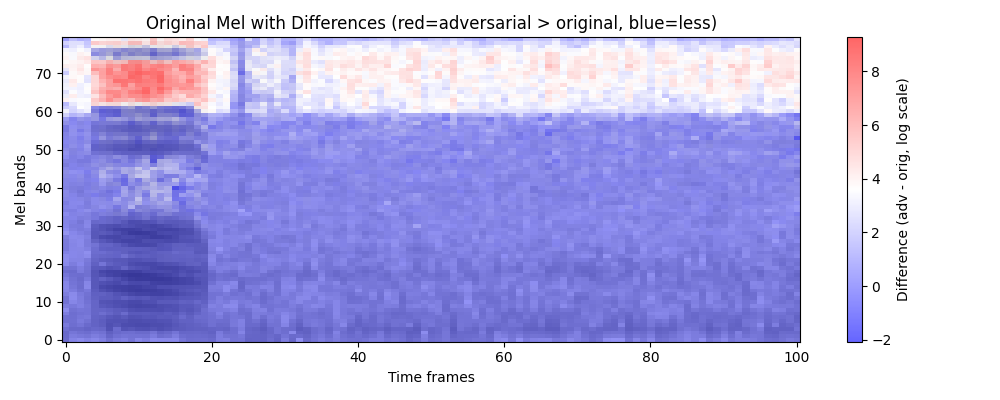 Original Mel with Differences (red=adversarial > original, blue=less)
Mel bands
70
60
50
40
30
20
10
0
0 20 40 60 80 100
Time frames
8
6
4
2
0
−2
Difference (adv - orig, log scale)